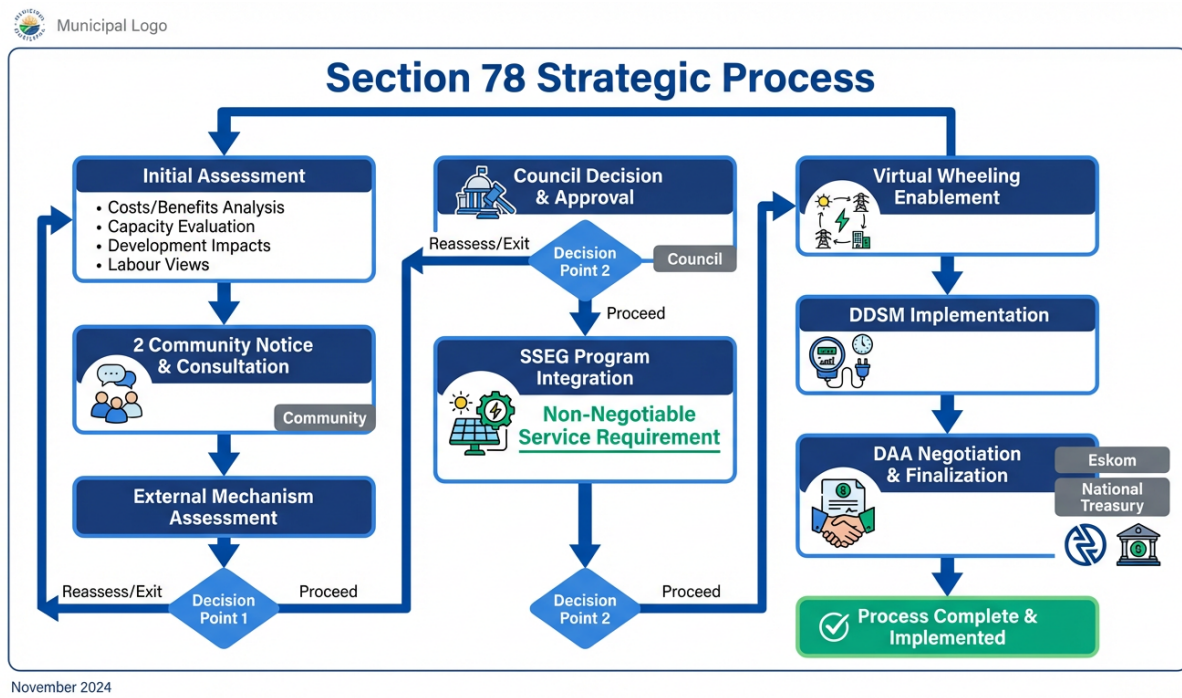 Municipal Logo
Section 78 Strategic Process
Initial Assessment
• Costs/Benefits Analysis
• Capacity Evaluation
• Development Impacts
• Labour Views
2 Community Notice
& Consultation
Community
External Mechanism
Assessment
Reassess/Exit
Decision
Point 1
Proceed
Council Decision
& Approval
Reassess/Exit
Decision
Point 2
Council
Proceed
SSEG Program
Integration
Non-Negotiable
Service Requirement
Decision
Point 2
Proceed
Virtual Wheeling
Enablement
DDSM Implementation
DAA Negotiation
& Finalization
Eskom
National
Treasury
Process Complete &
Implemented
November 2024